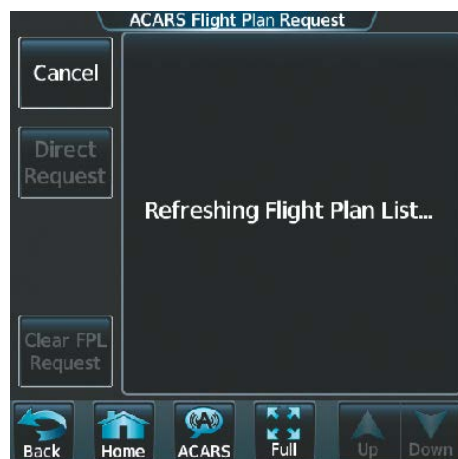 ACARS Flight Plan Request
Cancel
Direct
Request
Refreshing Flight Plan List...
Clear FPL
Request
Back
Home
ACARS
Full
Up
Down